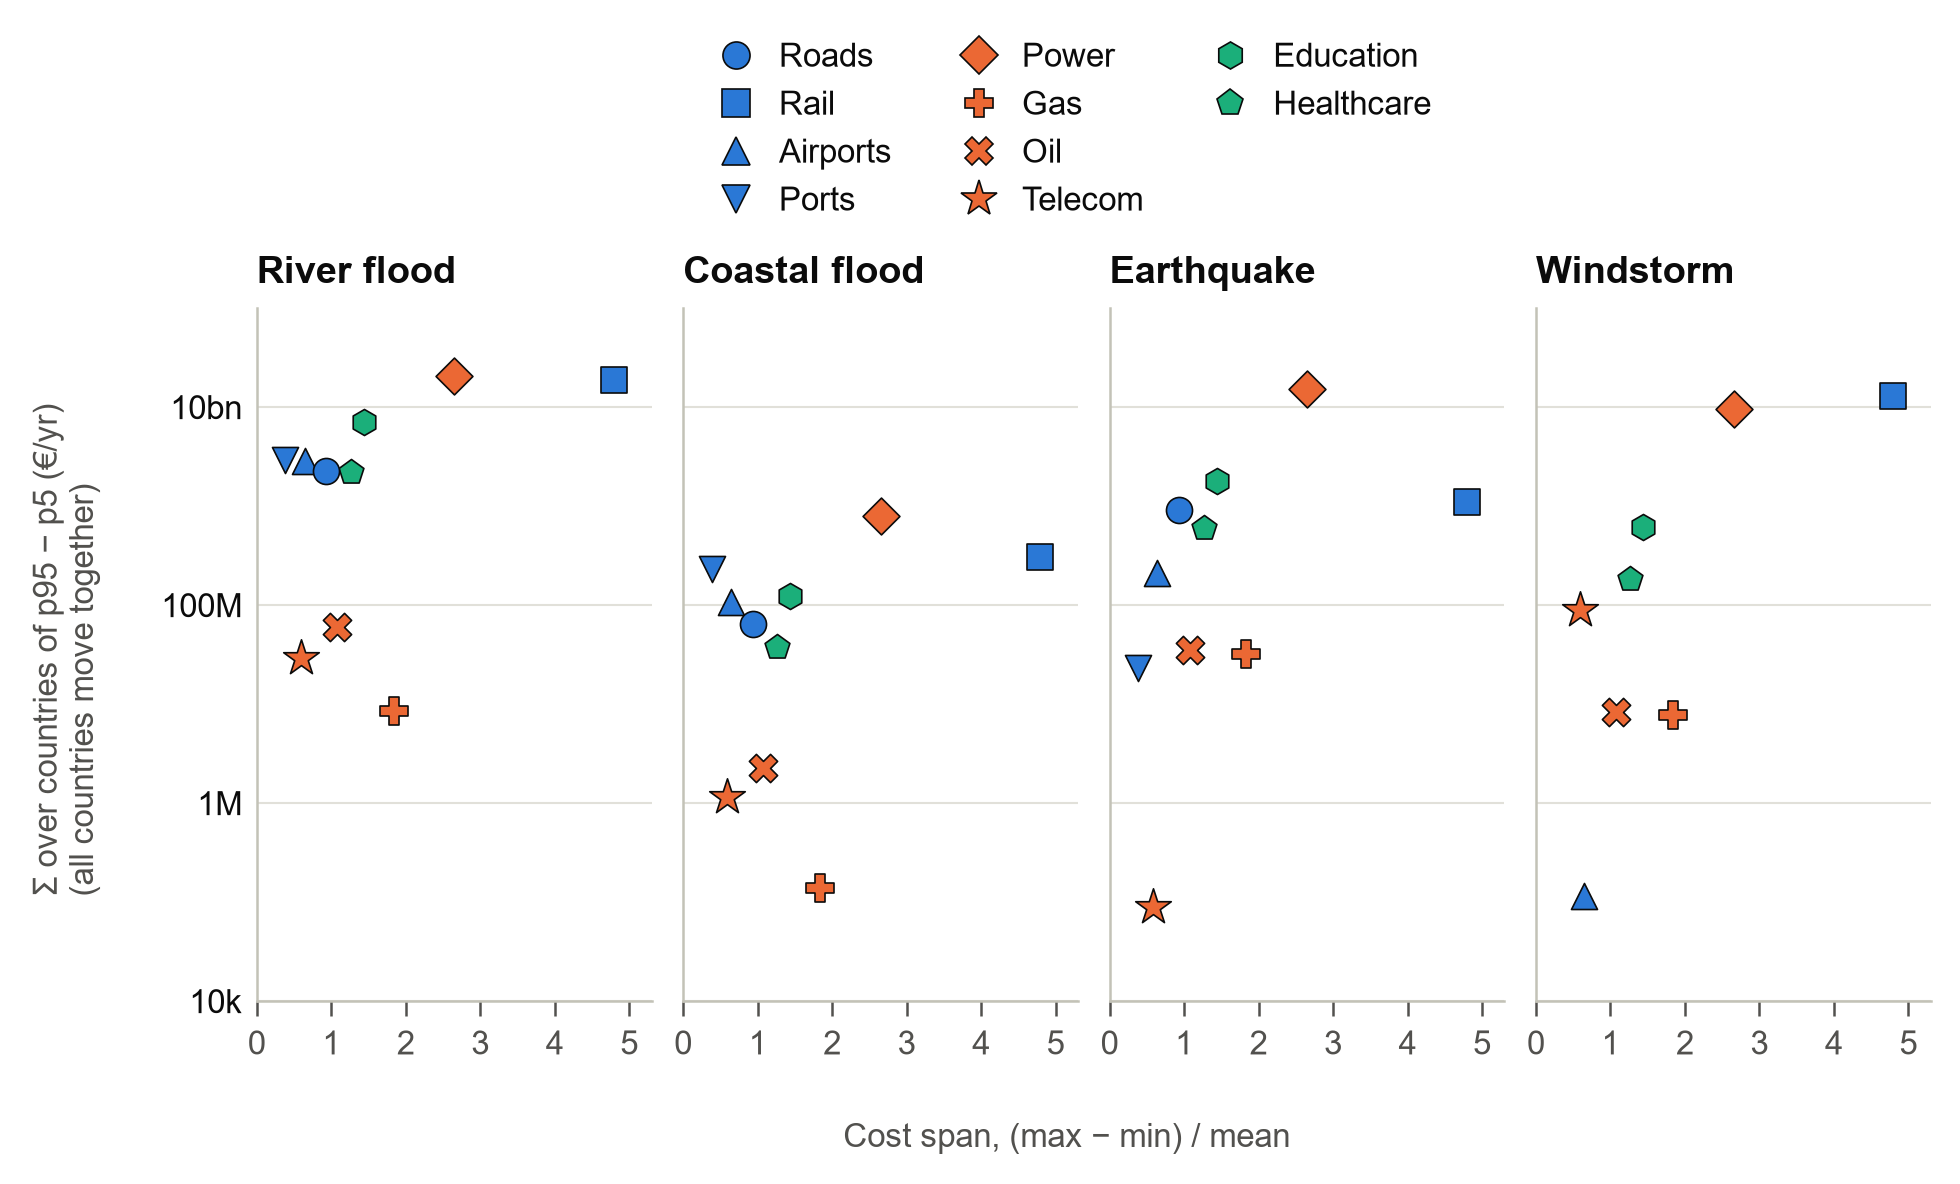 Roads
Rail
Airports
Ports
Power
Gas
Oil
Telecom
Education
Healthcare
River flood
Coastal flood
Earthquake
Windstorm
Σ over countries of p95 − p5 (€/yr)
(all countries move together)
10bn
100M
1M
10k
0 1 2 3 4 5
0 1 2 3 4 5
0 1 2 3 4 5
0 1 2 3 4 5
Cost span, (max − min) / mean